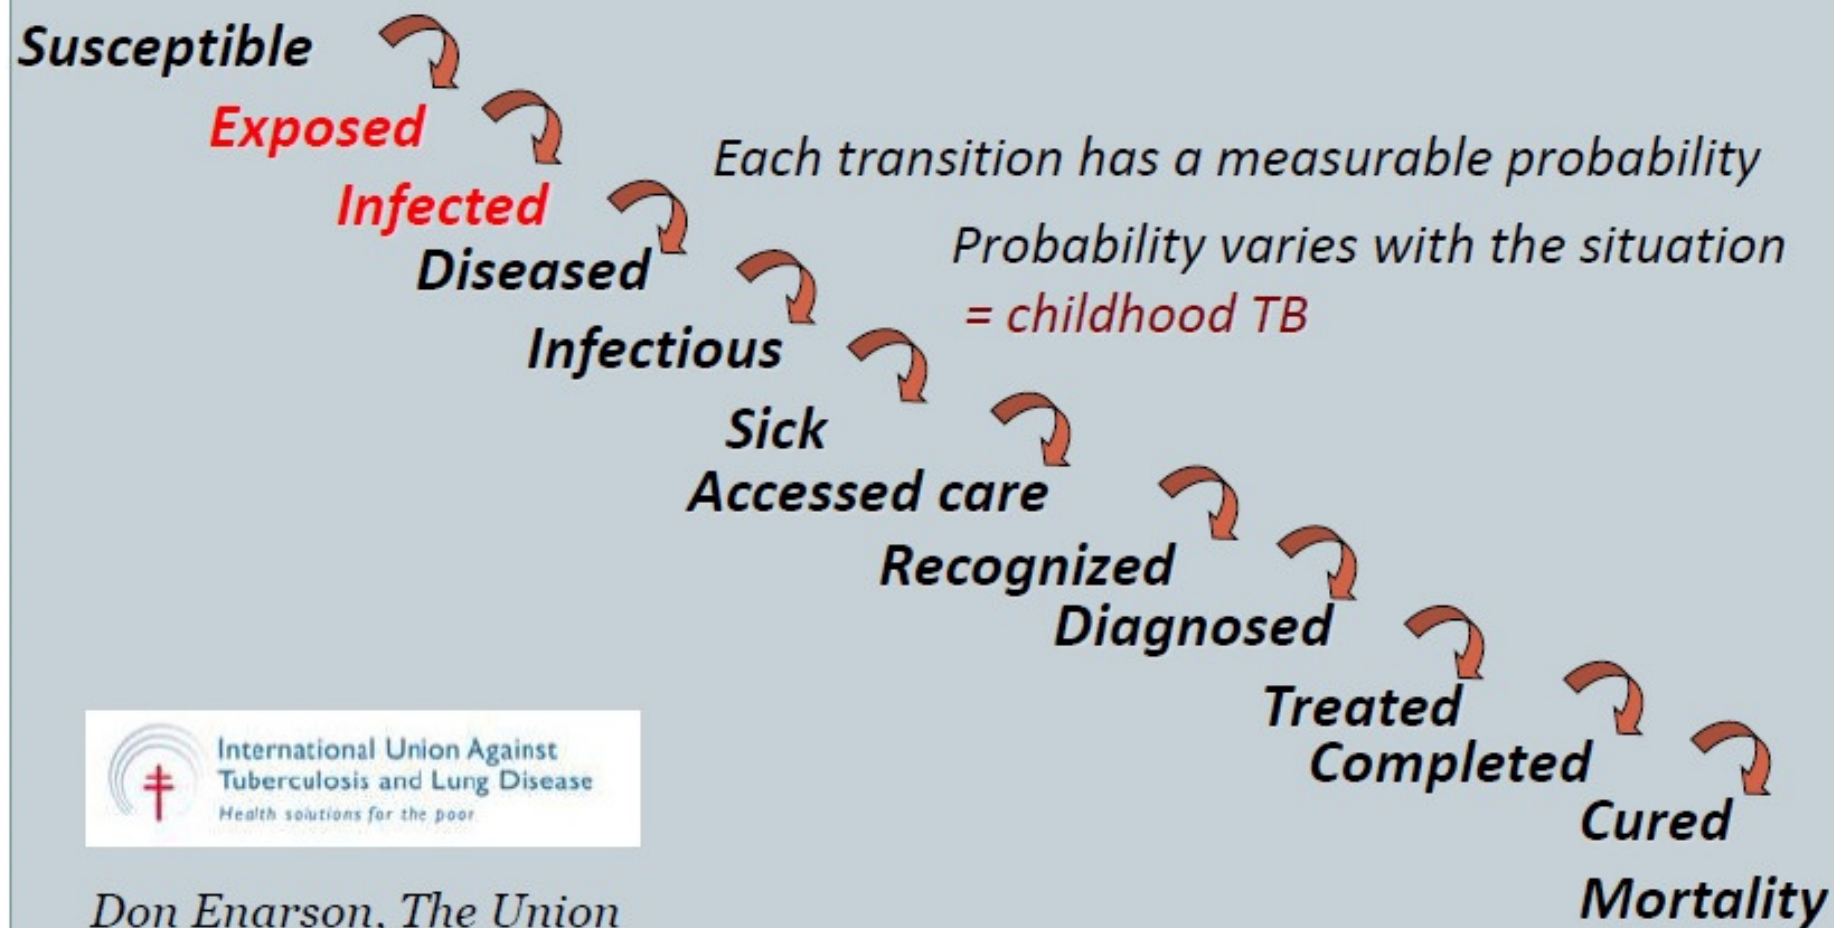 Susceptible
Exposed
Each transition has a measurable probability
Infected
Probability varies with the situation
Diseased
= childhood TB
Infectious
Sick
Accessed care
Recognized
Diagnosed
Treated
Completed
Cured
Mortality
International Union Against
Tuberculosis and Lung Disease
Health solutions for the poor
Don Enarson, The Union